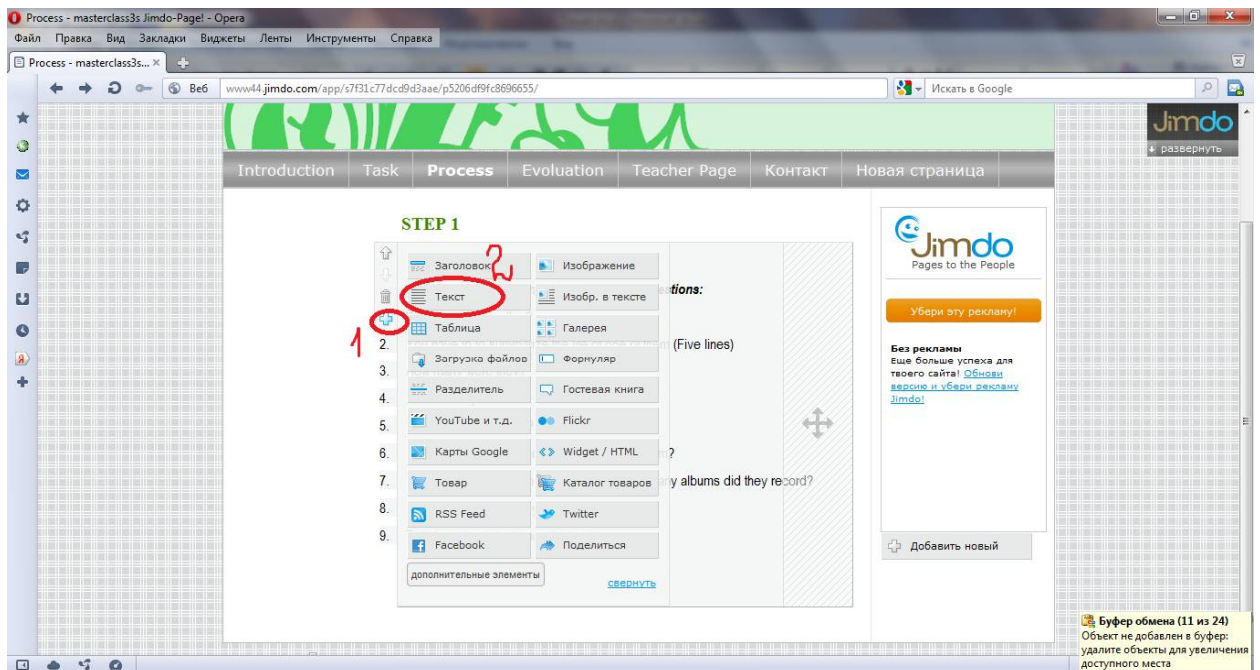 Process - masterclass3s Jimdo-Page! - Opera
Файл Правка Вид Закладки Виджеты Ленты Инструменты Справка
Process - masterclass3s...
Веб www44.jimdo.com/app/s7f31c77dcd9d3aae/p5206df9fc8696655/ Искать в Google
Jimdo
развернуть
Introduction Task Process Evoluation Teacher Page Контакт Новая страница
STEP 1
2
Заголовок Изображение
Текст Изобр. в тексте tions:
1
Таблица Галерея
2. (Five lines)
Загрузка файлов Формуляр
3.
Разделитель Гостевая книга
4.
YouTube и т.д. Flickr
5.
Карты Google Widget / HTML
6. ?
Товар Каталог товаров
7. y albums did they record?
RSS Feed Twitter
8.
Facebook Поделиться
9.
дополнительные элементы свернуть
Jimdo
Pages to the People
Убери эту рекламу!
Без рекламы
Еще больше успеха для
твоего сайта! Обнови
версию и убери рекламу
Jimdo!
Добавить новый
Буфер обмена (11 из 24)
Объект не добавлен в буфер:
удалите объекты для увеличения
доступного места